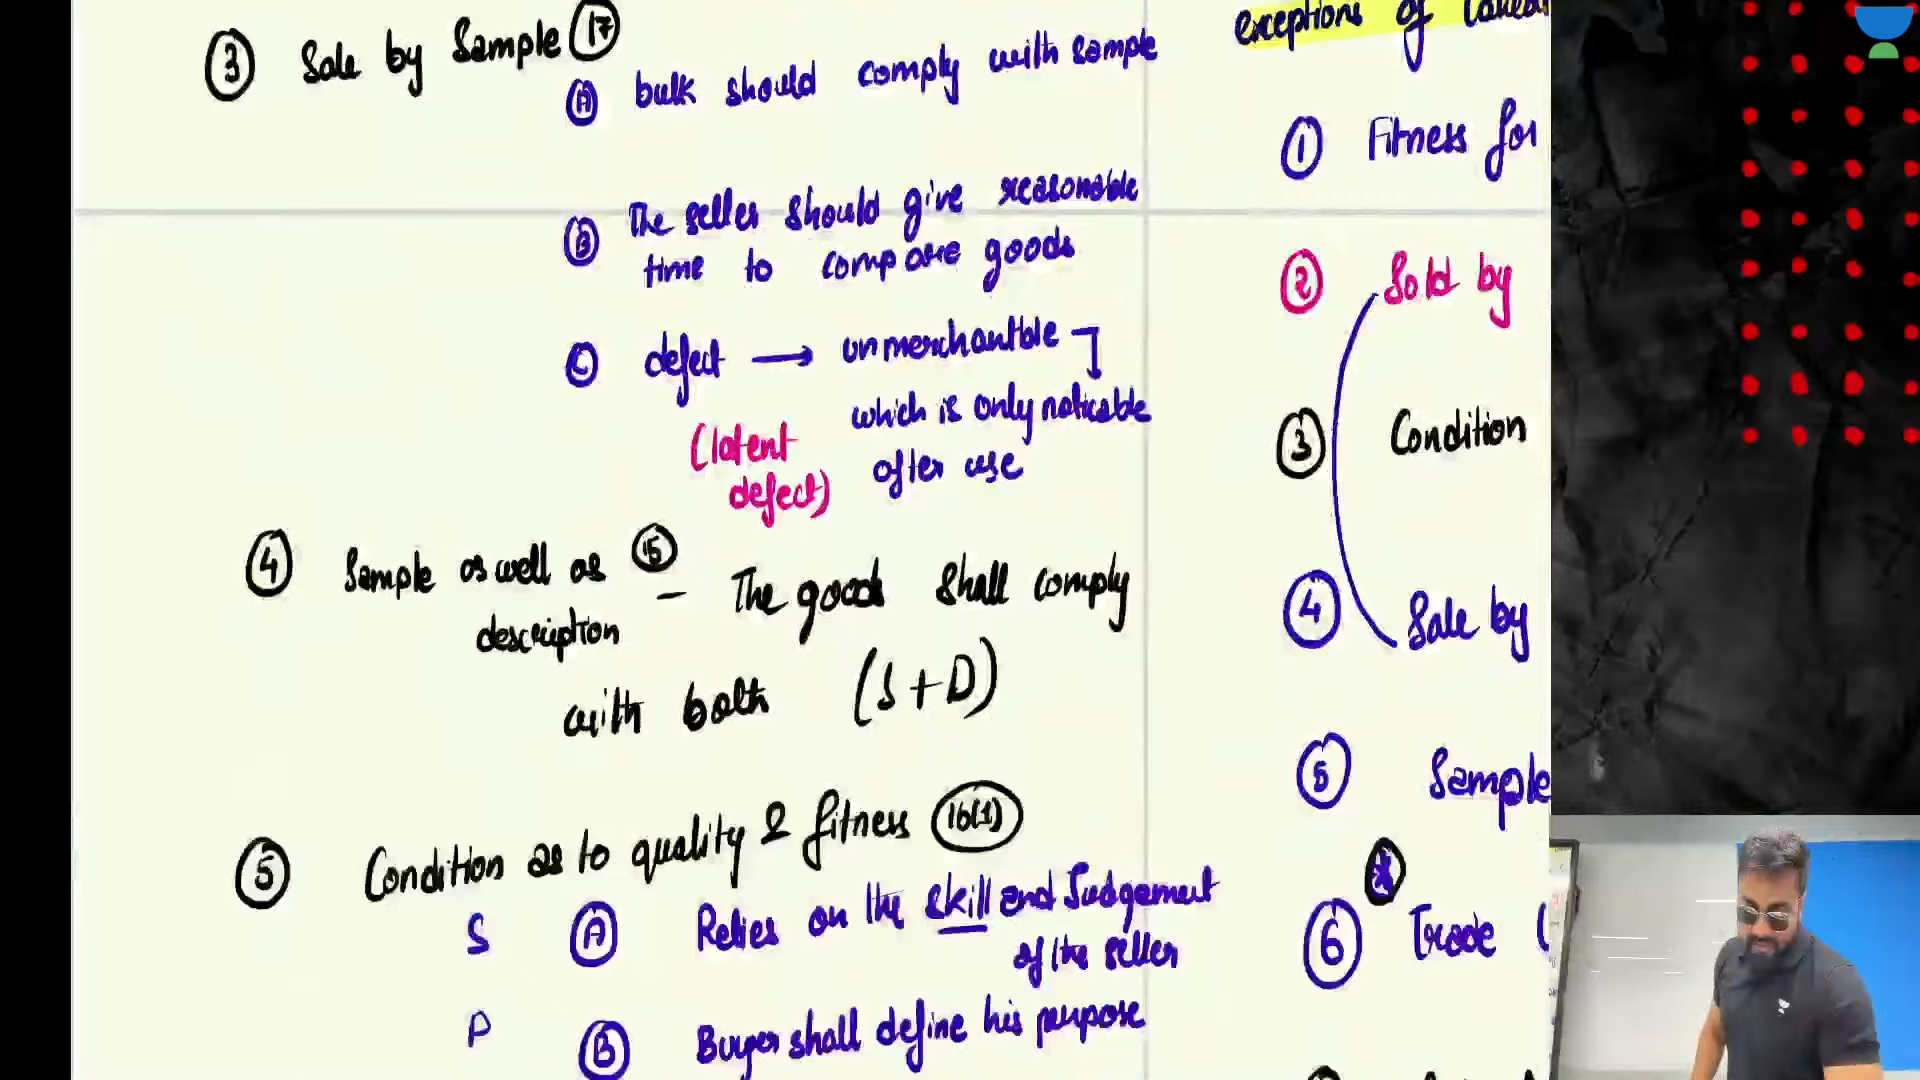 ③ Sale by Sample ⑰
Ⓐ bulk should comply with sample
Ⓑ The seller should give reasonable
time to compare goods
Ⓒ defect → unmerchantble
which is only noticable
after use
(latent
defect)
④ Sample as well as ⑮ – The goods shall comply
description
with both (S+D)
⑤ Condition as to quality & fitness 16(1)
S Ⓐ Relies on the skill and Judgement
of the seller
P Ⓑ Buyer shall define his purpose
exceptions of
① Fitness for
② Sold by
③ Condition
④ Sale by
⑤ Sample
⑥ Trade